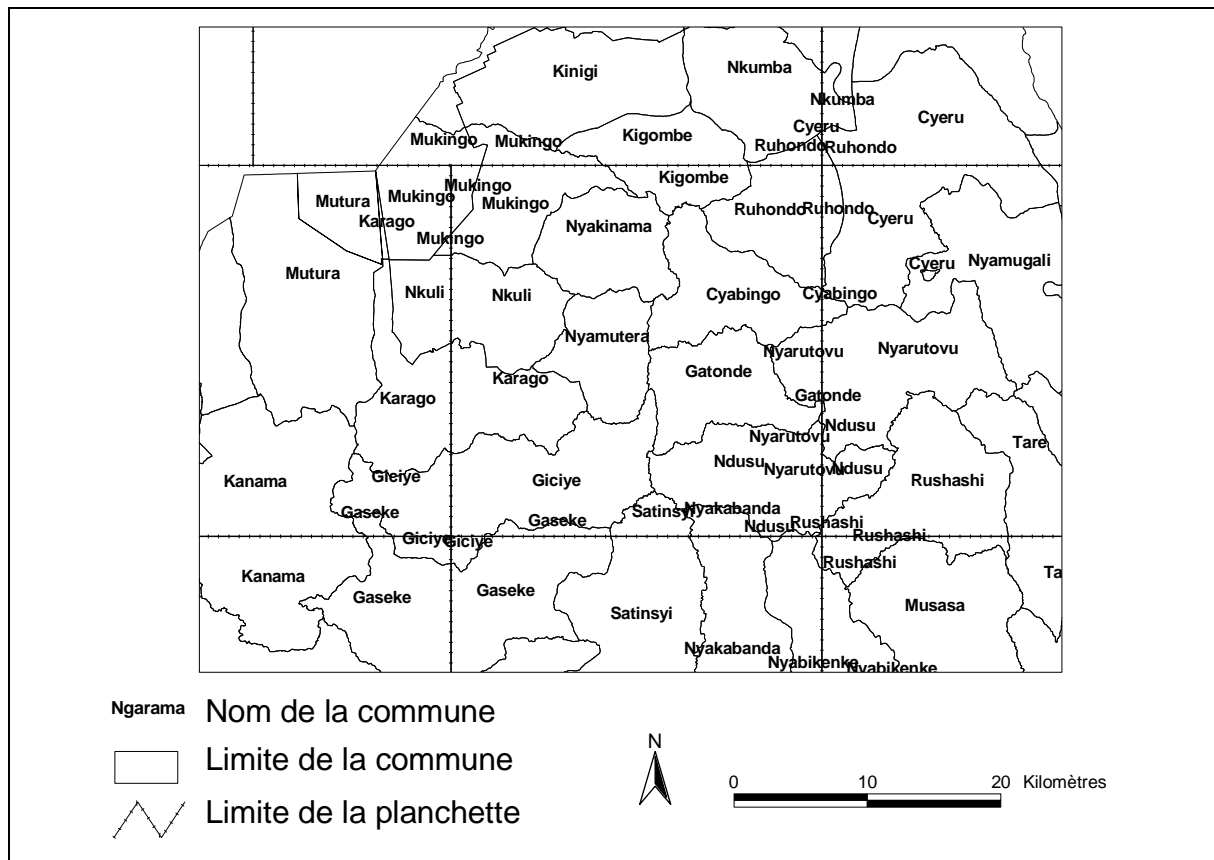 Kinigi
Nkumba
Nkumba
Cyeru
Cyeru
Mukingo
Mukingo
Kigombe
Ruhondo
Ruhondo
Kigombe
Mukingo
Mukingo
Mutura
Mukingo
Karago
Ruhondo
Ruhondo
Cyeru
Nyakinama
Mukingo
Nyamugali
Cyeru
Mutura
Nkuli
Nkuli
Cyabingo
Cyabingo
Nyamutera
Nyarutovu
Nyarutovu
Gatonde
Karago
Karago
Gatonde
Ndusu
Nyarutovu
Tare
Ndusu
Nyarutovu
Ndusu
Kanama
Giciye
Giciye
Rushashi
Gaseke
Gaseke
Satinsyi
Nyakabanda
Ndusu
Rushashi
Rushashi
Giciye
Giciye
Rushashi
Kanama
Ta
Gaseke
Gaseke
Satinsyi
Musasa
Nyakabanda
Nyabikenke
Nyabikenke
Ngarama Nom de la commune
Limite de la commune
Limite de la planchette
N
0 10 20 Kilomètres